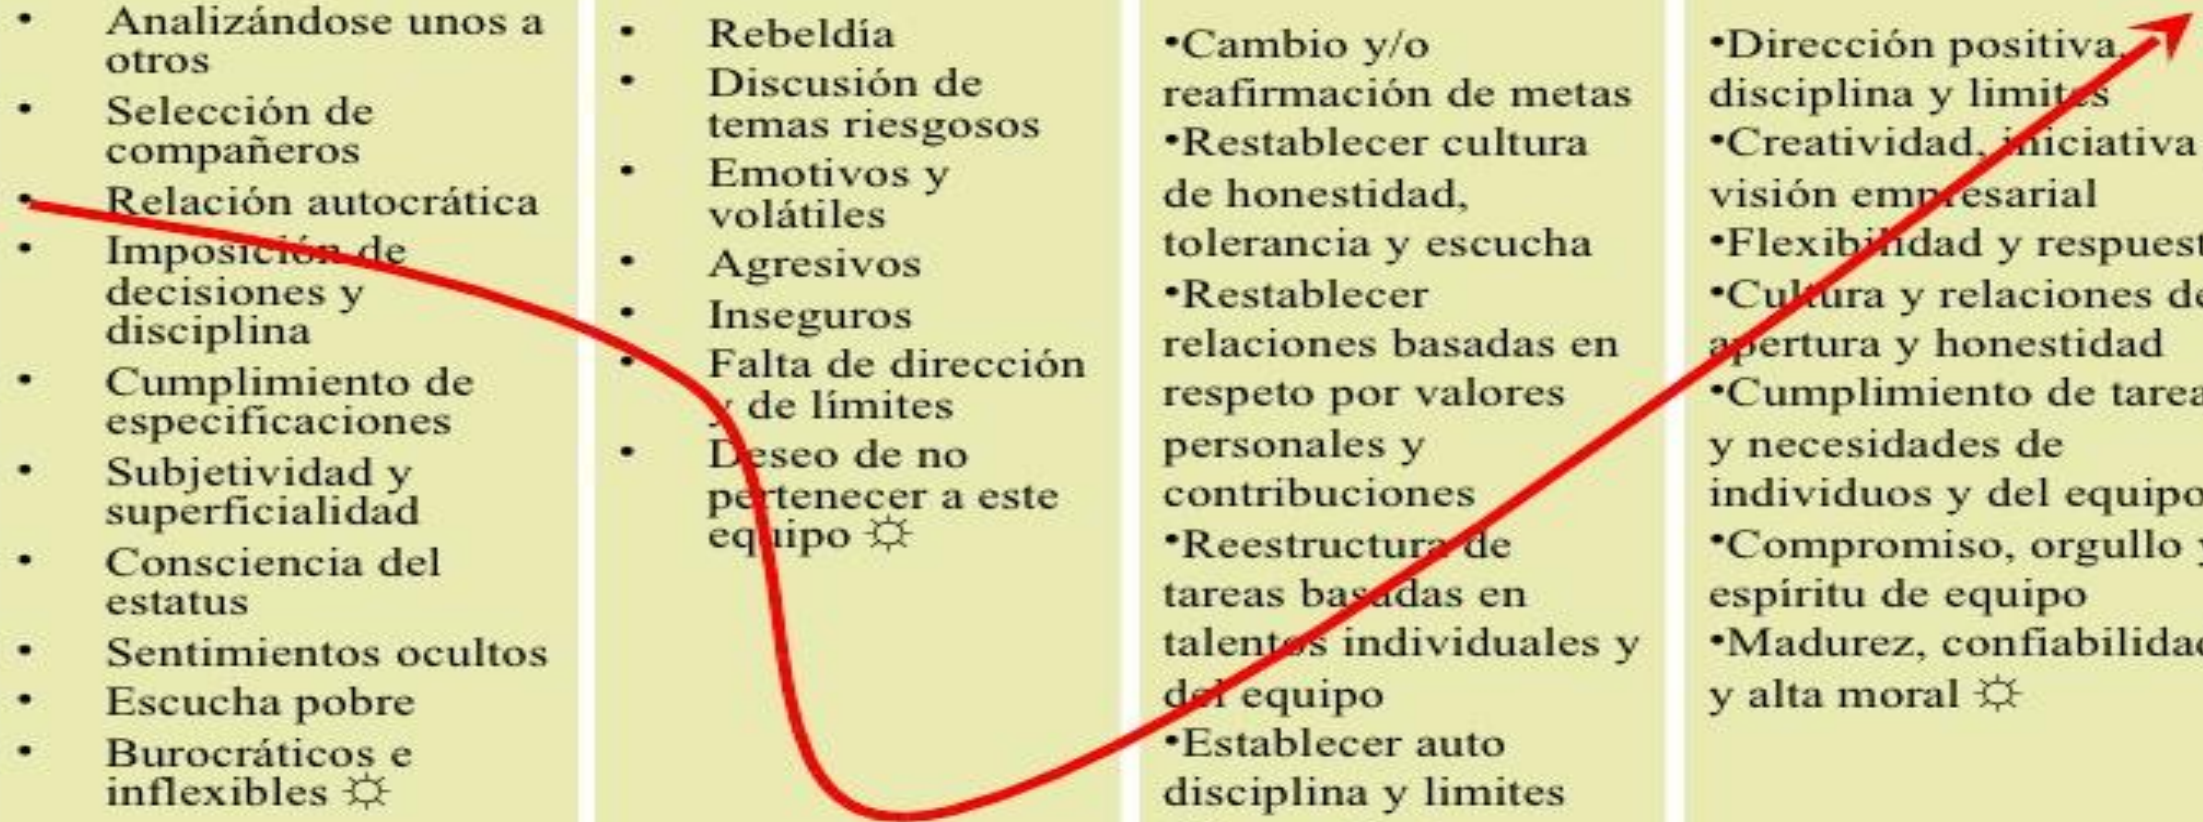 • Analizándose unos a
otros
• Selección de
compañeros
• Relación autocrática
• Imposición de
decisiones y
disciplina
• Cumplimiento de
especificaciones
• Subjetividad y
superficialidad
• Consciencia del
estatus
• Sentimientos ocultos
• Escucha pobre
• Burocráticos e
inflexibles ☼
• Rebeldía
• Discusión de
temas riesgosos
• Emotivos y
volátiles
• Agresivos
• Inseguros
• Falta de dirección
y de límites
• Deseo de no
pertenecer a este
equipo ☼
•Cambio y/o
reafirmación de metas
•Restablecer cultura
de honestidad,
tolerancia y escucha
•Restablecer
relaciones basadas en
respeto por valores
personales y
contribuciones
•Reestructura de
tareas basadas en
talentos individuales y
del equipo
•Establecer auto
disciplina y limites
•Dirección positiva,
disciplina y limites
•Creatividad, iniciativa
visión empresarial
•Flexibilidad y respuest
•Cultura y relaciones de
apertura y honestidad
•Cumplimiento de tarea
y necesidades de
individuos y del equipo
•Compromiso, orgullo y
espíritu de equipo
•Madurez, confiabilidad
y alta moral ☼